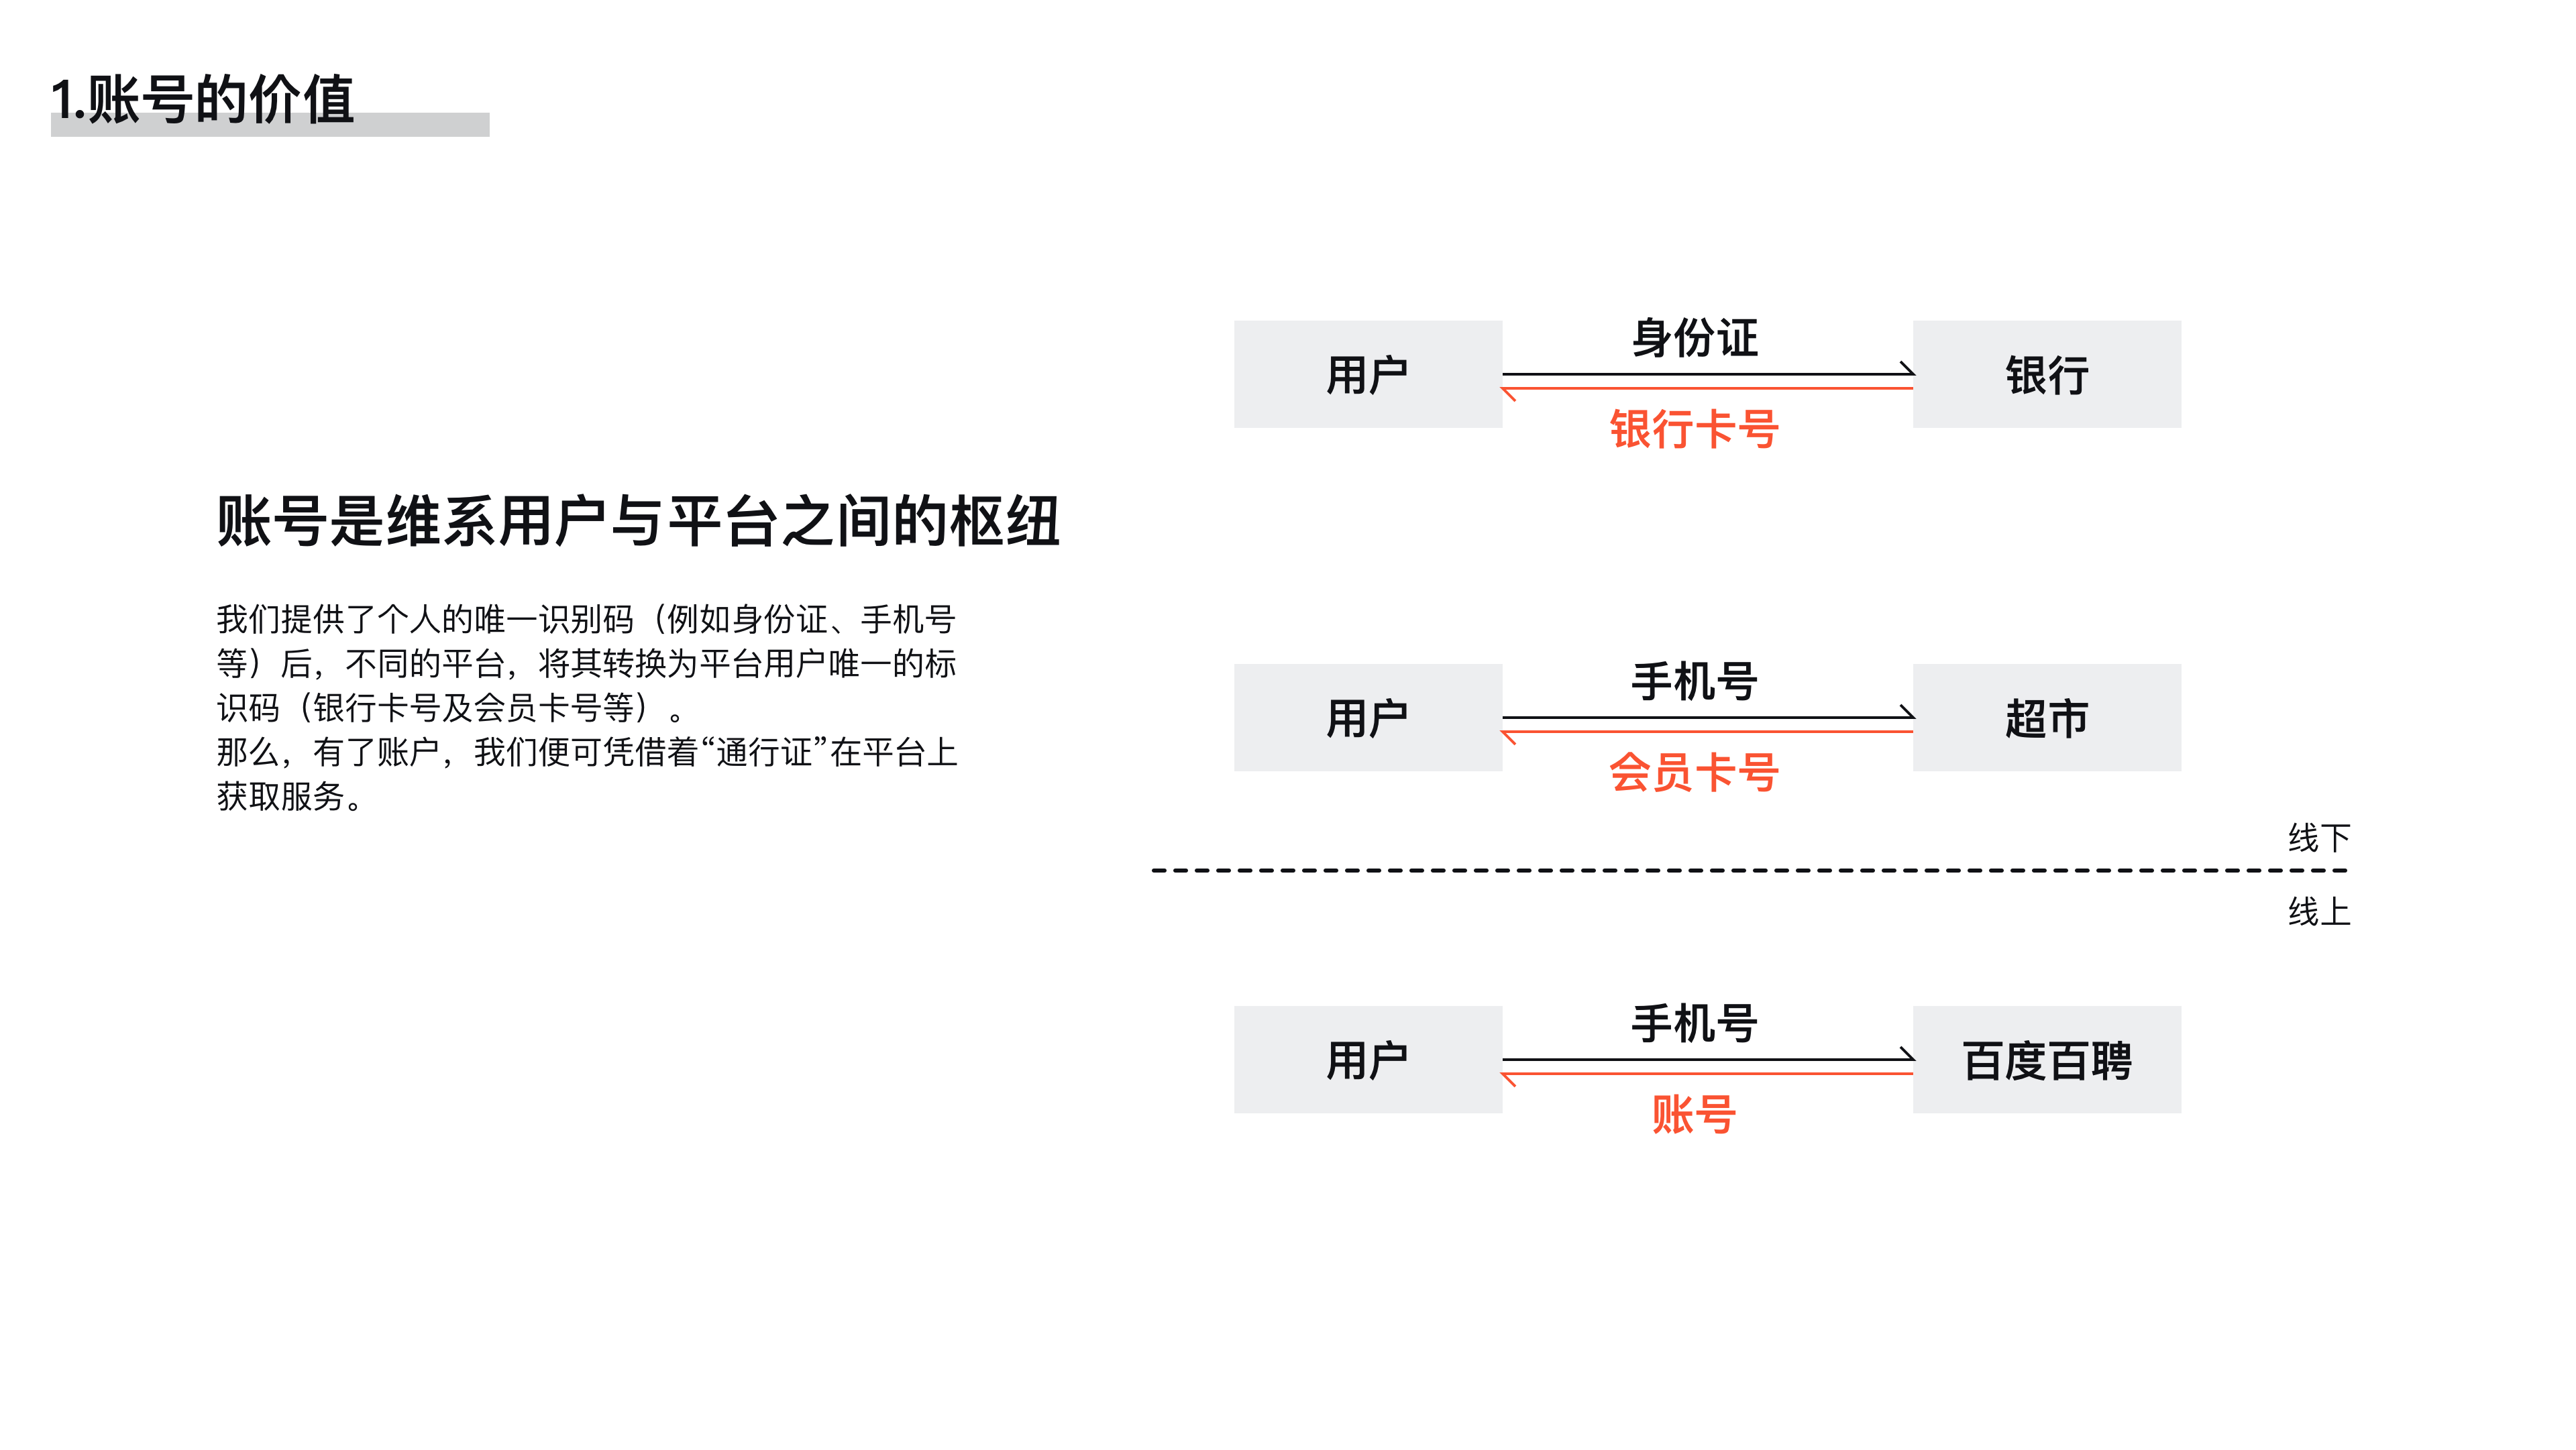 1.账号的价值
账号是维系用户与平台之间的枢纽
我们提供了个人的唯一识别码（例如身份证、手机号
等）后，不同的平台，将其转换为平台用户唯一的标
识码（银行卡号及会员卡号等）。
那么，有了账户，我们便可凭借着“通行证”在平台上
获取服务。
用户
身份证
银行卡号
银行
用户
手机号
会员卡号
超市
线下
线上
用户
手机号
账号
百度百聘